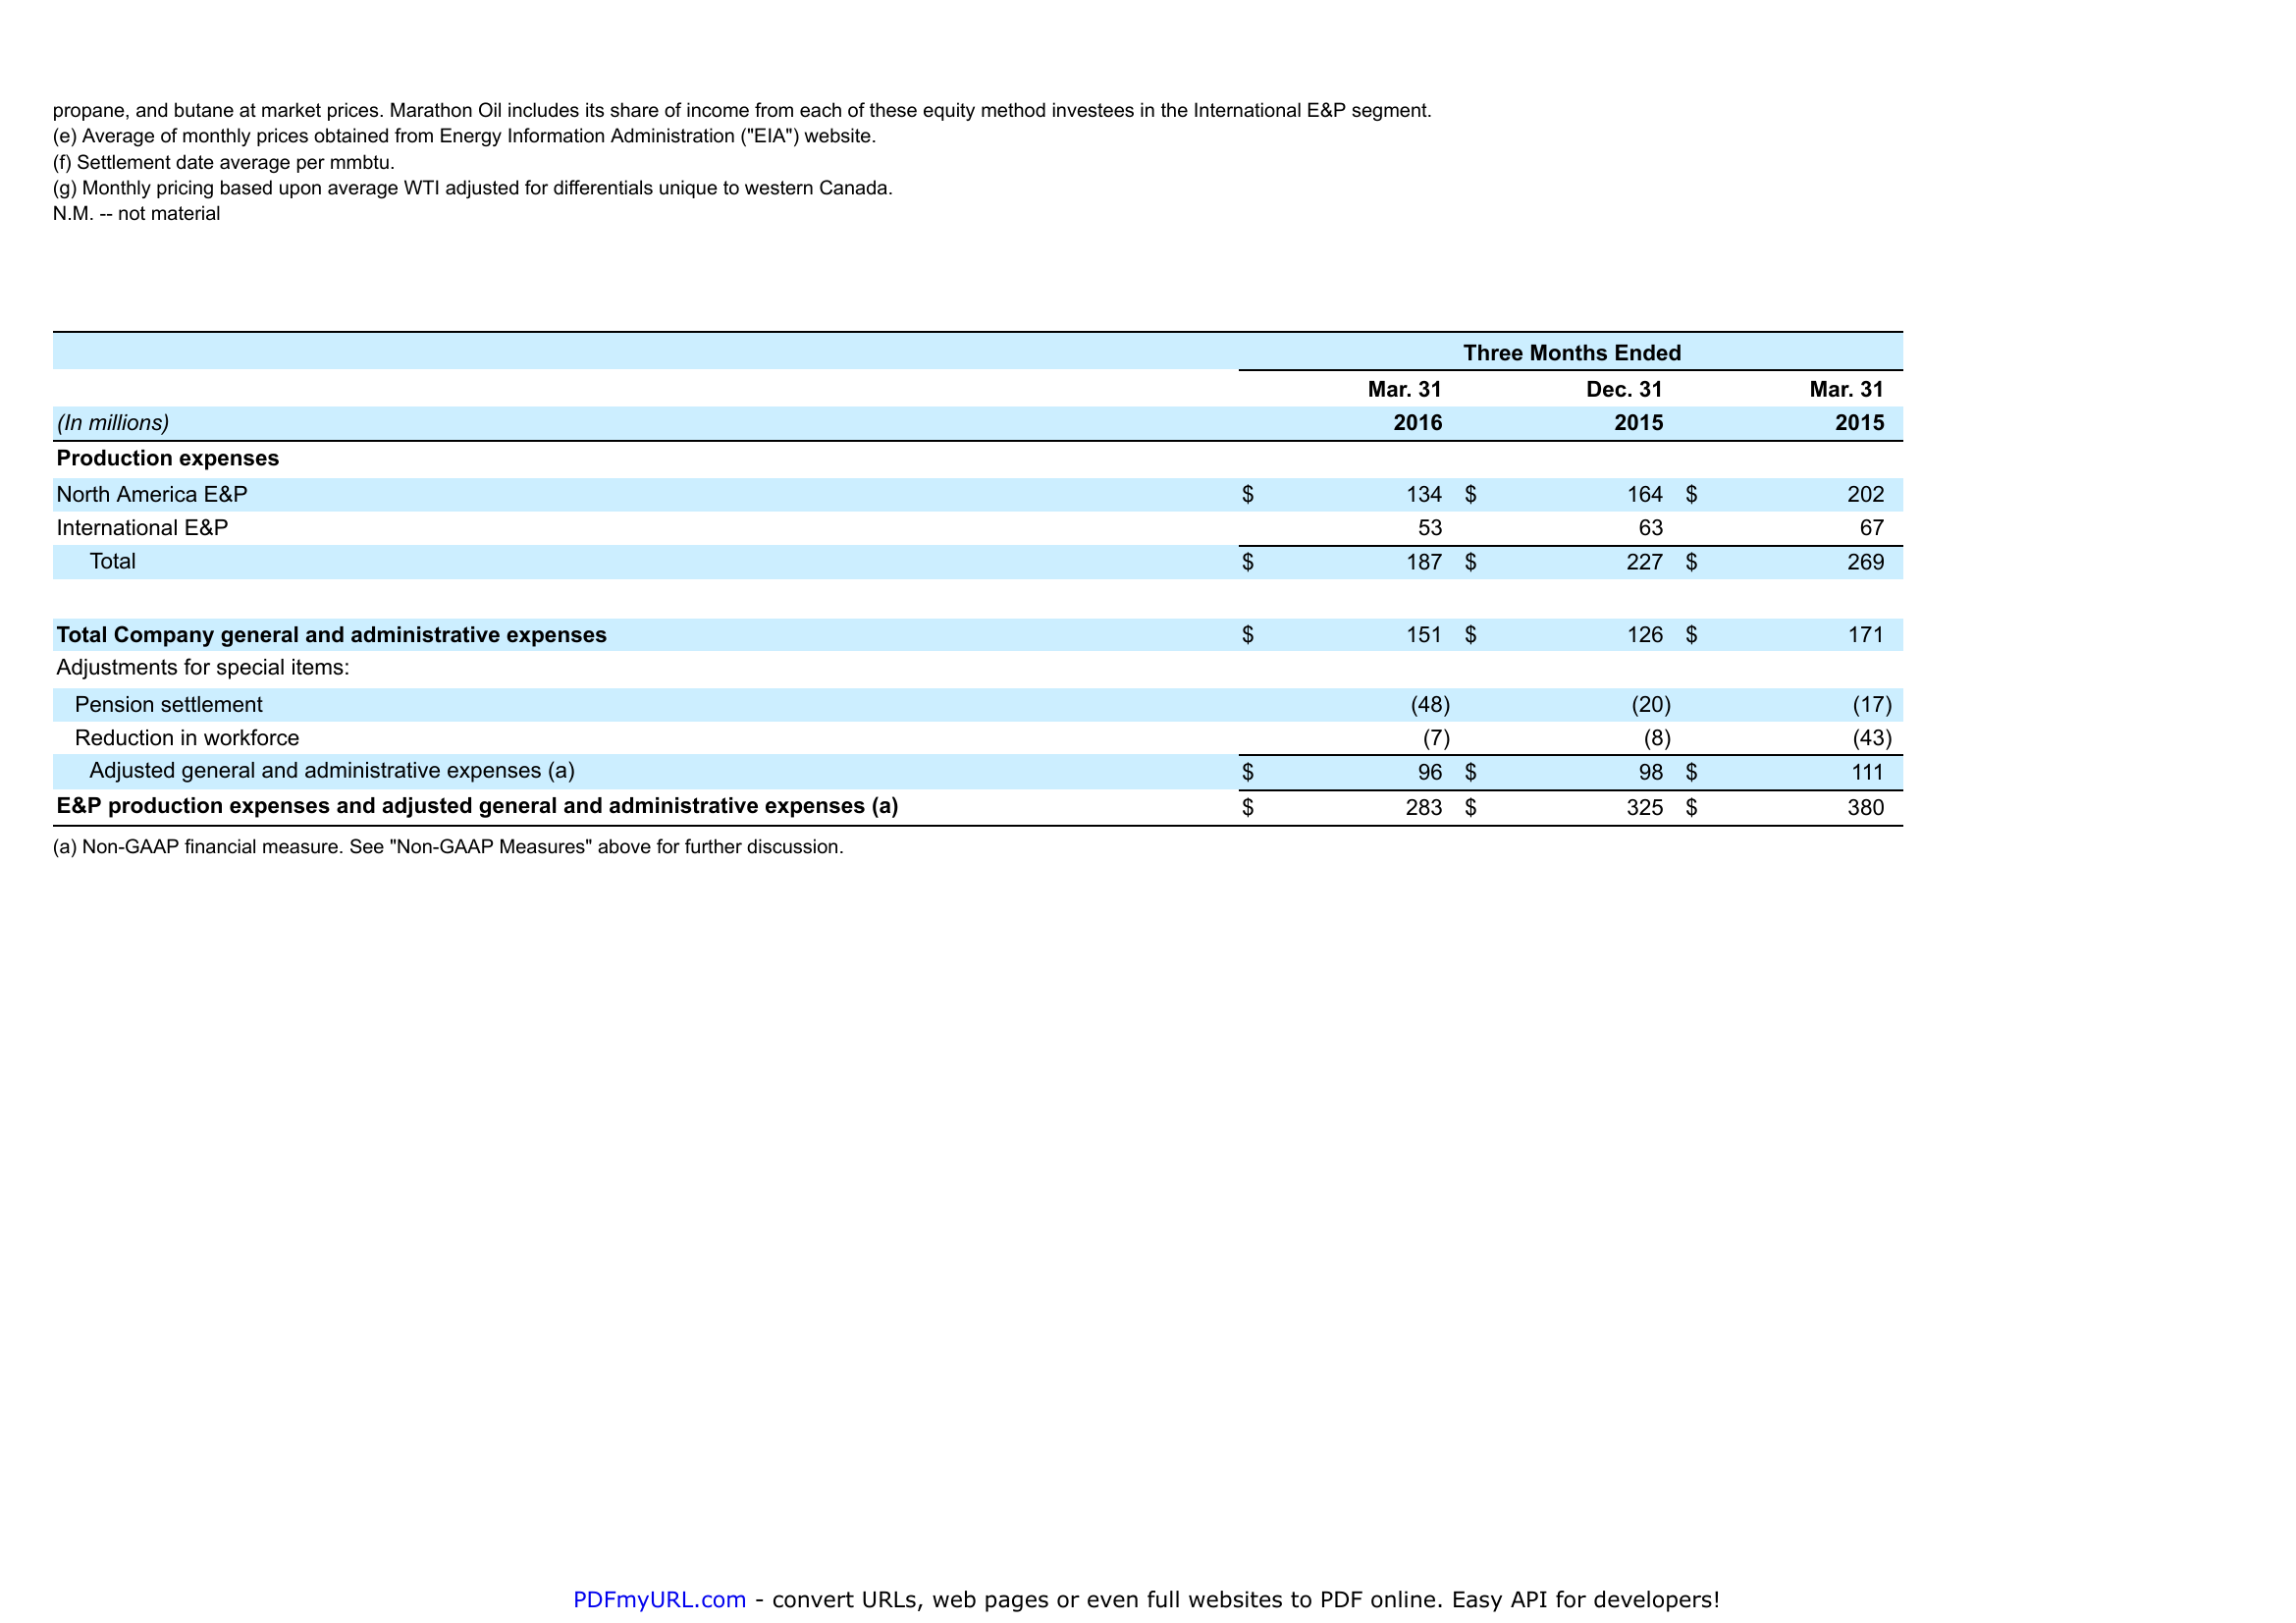 propane, and butane at market prices. Marathon Oil includes its share of income from each of these equity method investees in the International E&P segment.
(e) Average of monthly prices obtained from Energy Information Administration ("EIA") website.
(f) Settlement date average per mmbtu.
(g) Monthly pricing based upon average WTI adjusted for differentials unique to western Canada.
N.M. -- not material
Three Months Ended
Mar. 31 Dec. 31 Mar. 31
(In millions) 2016 2015 2015
Production expenses
North America E&P $ 134 $ 164 $ 202
International E&P 53 63 67
Total $ 187 $ 227 $ 269
Total Company general and administrative expenses $ 151 $ 126 $ 171
Adjustments for special items:
Pension settlement (48) (20) (17)
Reduction in workforce (7) (8) (43)
Adjusted general and administrative expenses (a) $ 96 $ 98 $ 111
E&P production expenses and adjusted general and administrative expenses (a) $ 283 $ 325 $ 380
(a) Non-GAAP financial measure. See "Non-GAAP Measures" above for further discussion.
PDFmyURL.com - convert URLs, web pages or even full websites to PDF online. Easy API for developers!